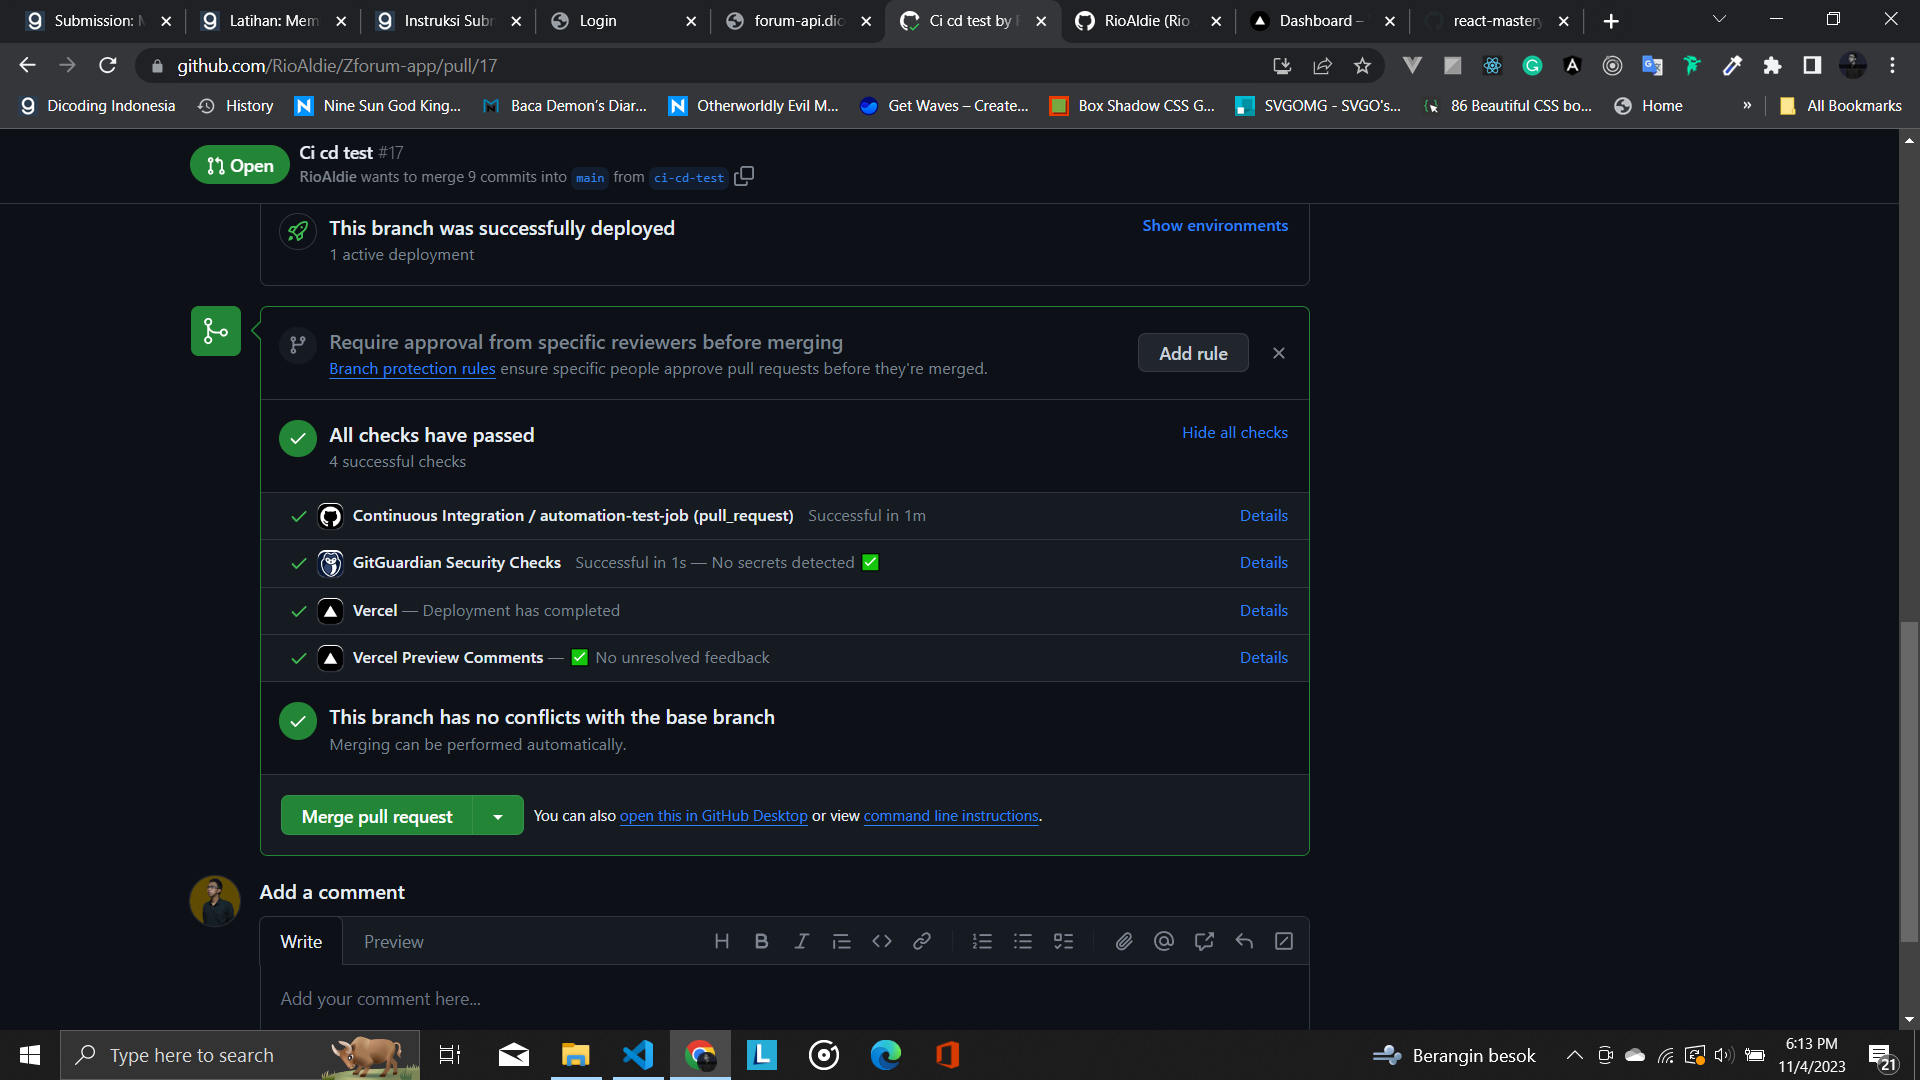 Submission: M
Latihan: Mem
Instruksi Subm
Login
forum-api.dic
Ci cd test by R
RioAldie (Rio
Dashboard –
react-mastery
github.com/RioAldie/Zforum-app/pull/17
Dicoding Indonesia
History
Nine Sun God King...
Baca Demon's Diar...
Otherworldly Evil M...
Get Waves – Create...
Box Shadow CSS G...
SVGOMG - SVGO's...
86 Beautiful CSS bo...
Home
»
All Bookmarks
Open
Ci cd test #17
RioAldie wants to merge 9 commits into main from ci-cd-test
This branch was successfully deployed
Show environments
1 active deployment
Require approval from specific reviewers before merging
Branch protection rules ensure specific people approve pull requests before they're merged.
Add rule
All checks have passed
Hide all checks
4 successful checks
Continuous Integration / automation-test-job (pull_request) Successful in 1m
Details
GitGuardian Security Checks Successful in 1s — No secrets detected ✅
Details
Vercel — Deployment has completed
Details
Vercel Preview Comments — ✅ No unresolved feedback
Details
This branch has no conflicts with the base branch
Merging can be performed automatically.
Merge pull request
You can also open this in GitHub Desktop or view command line instructions.
Add a comment
Write
Preview
Add your comment here...
Type here to search
Berangin besok
6:13 PM
11/4/2023
21